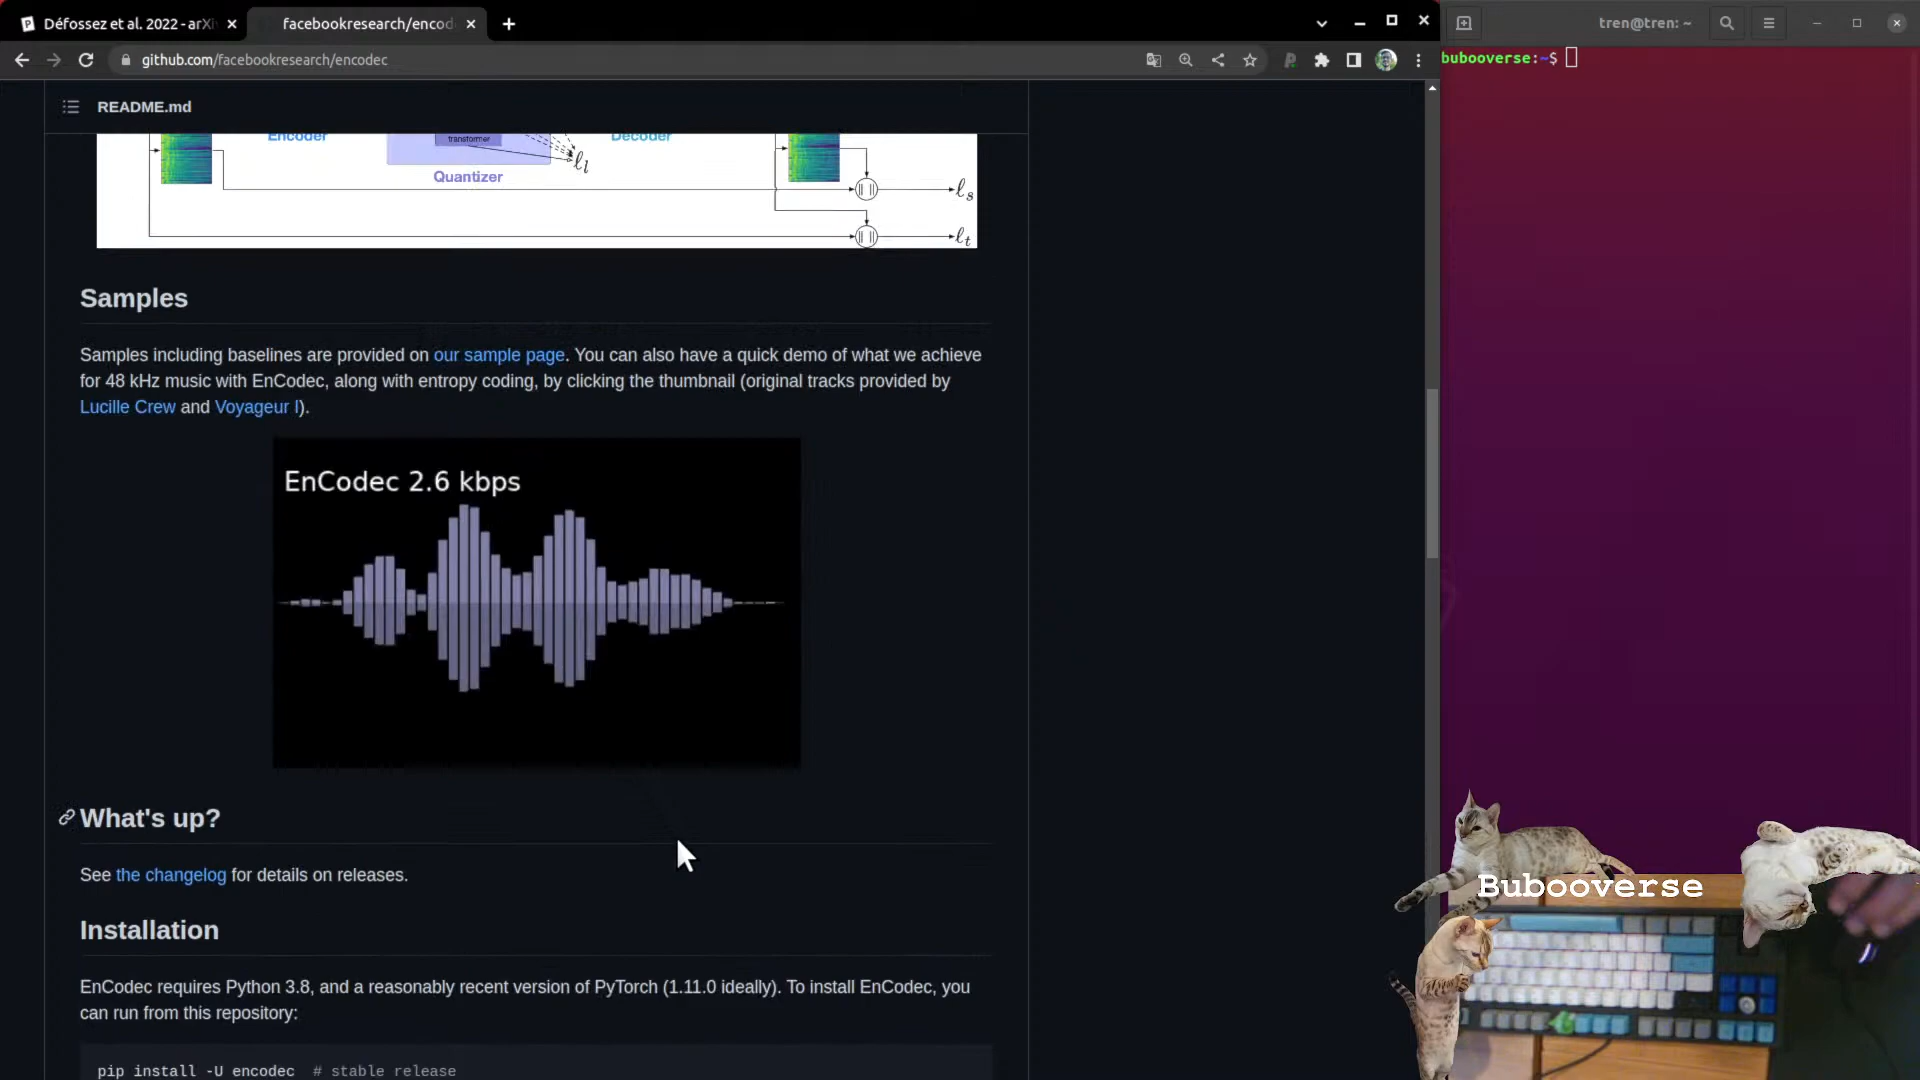 Défossez et al. 2022 - arXi
facebookresearch/encod
tren@tren: ~
github.com/facebookresearch/encodec
bubooverse:~$
README.md
Encoder
transformer
Decoder
ℓl
Quantizer
ℓs
ℓt
Samples
Samples including baselines are provided on our sample page. You can also have a quick demo of what we achieve
for 48 kHz music with EnCodec, along with entropy coding, by clicking the thumbnail (original tracks provided by
Lucille Crew and Voyageur I).
EnCodec 2.6 kbps
What's up?
See the changelog for details on releases.
Bubooverse
Installation
EnCodec requires Python 3.8, and a reasonably recent version of PyTorch (1.11.0 ideally). To install EnCodec, you
can run from this repository:
pip install -U encodec # stable release